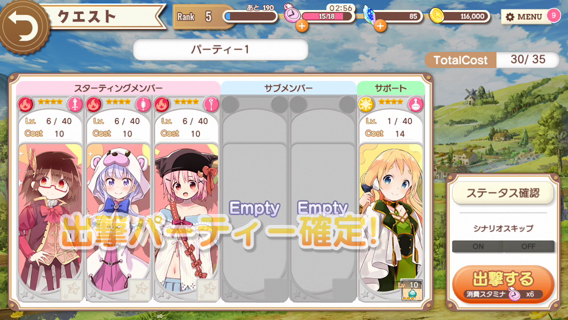 クエスト
Rank 5
あと 190
02:56
15/18
85
116,000
MENU
9
パーティー1
TotalCost 30/ 35
スターティングメンバー
サブメンバー
サポート
Lv. 6/ 40
Cost 10
Lv. 6/ 40
Cost 10
Lv. 6/ 40
Cost 10
Lv. 1/ 40
Cost 14
Empty
Empty
Lv. 10
出撃パーティー確定!
ステータス確認
シナリオスキップ
ON OFF
出撃する
消費スタミナ x6